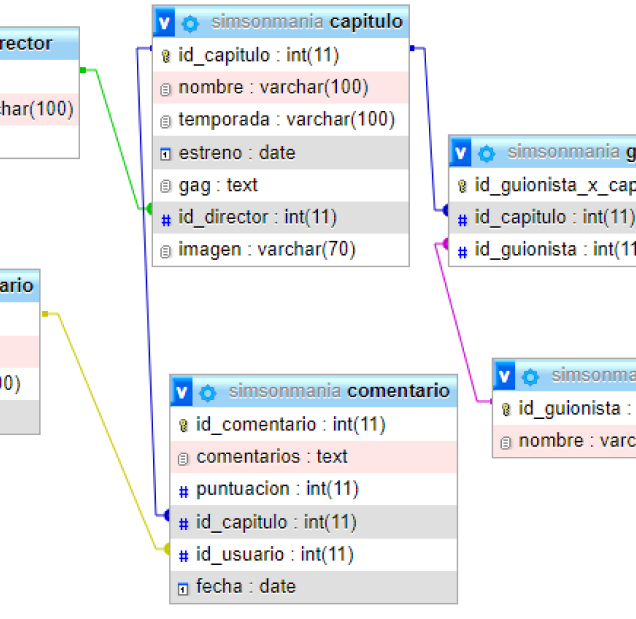 rector
char(100)
simsonmania capitulo
id_capitulo : int(11)
nombre : varchar(100)
temporada : varchar(100)
estreno : date
gag : text
id_director : int(11)
imagen : varchar(70)
simsonmania g
id_guionista_x_cap
id_capitulo : int(11)
id_guionista : int(11
ario
00)
simsonmania comentario
id_comentario : int(11)
comentarios : text
puntuacion : int(11)
id_capitulo : int(11)
id_usuario : int(11)
fecha : date
simsonma
id_guionista :
nombre : varc